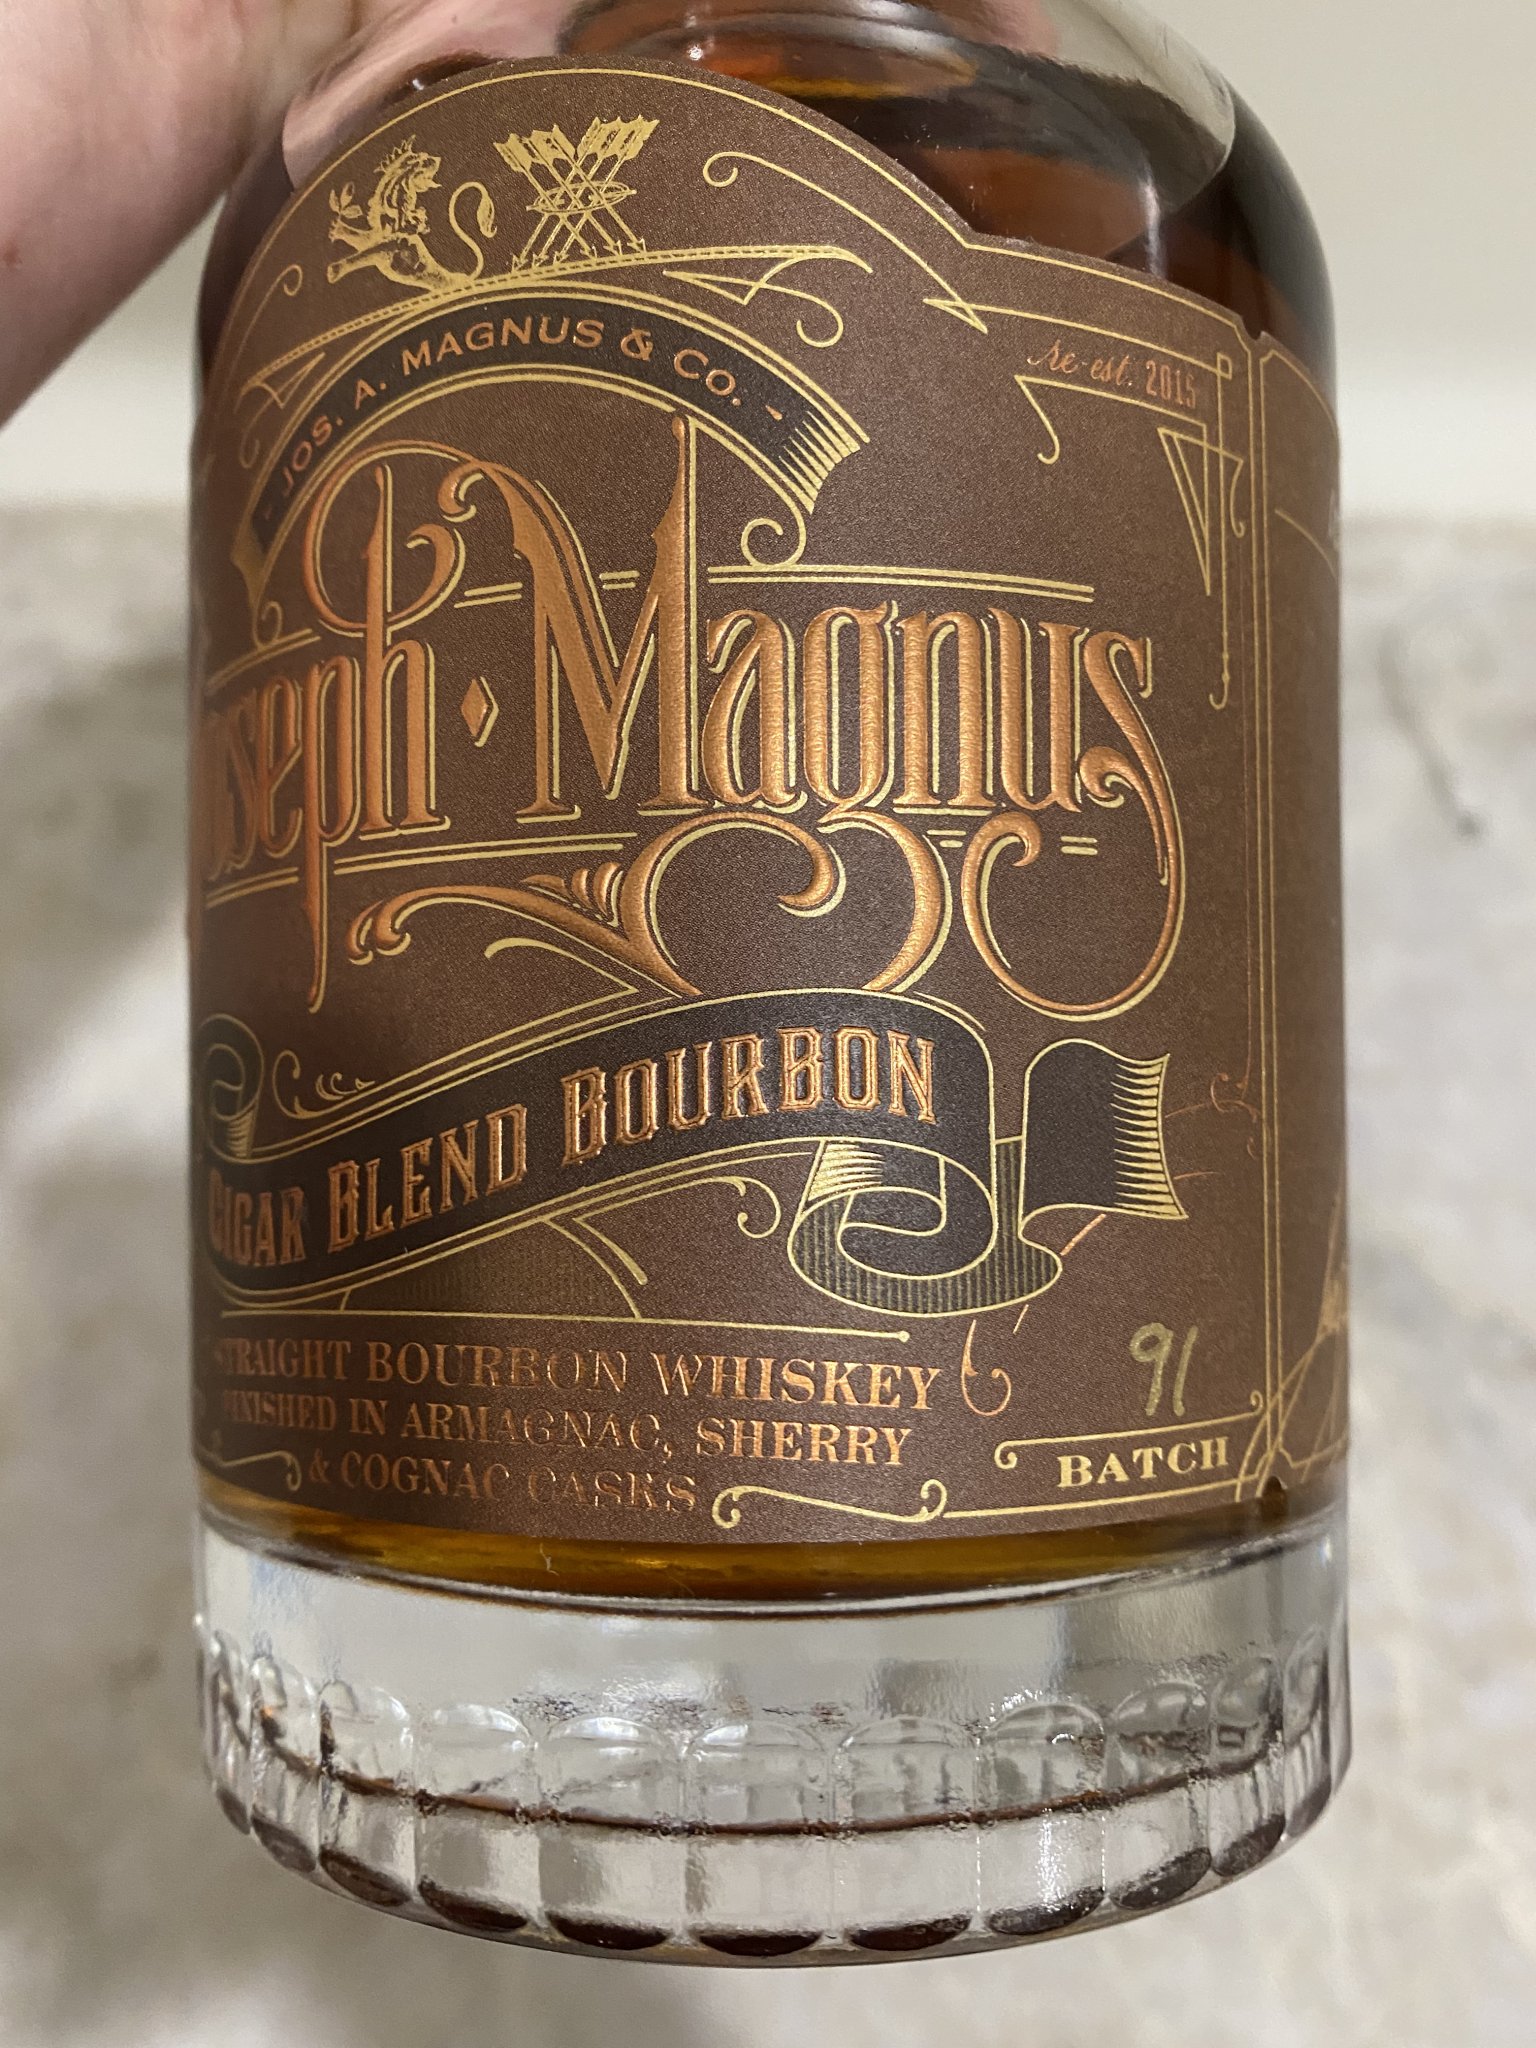 - JOS. A. MAGNUS & CO. -
re-est. 2015
Joseph · Magnus
CIGAR BLEND BOURBON
STRAIGHT BOURBON WHISKEY
FINISHED IN ARMAGNAC, SHERRY
& COGNAC CASKS
91
BATCH